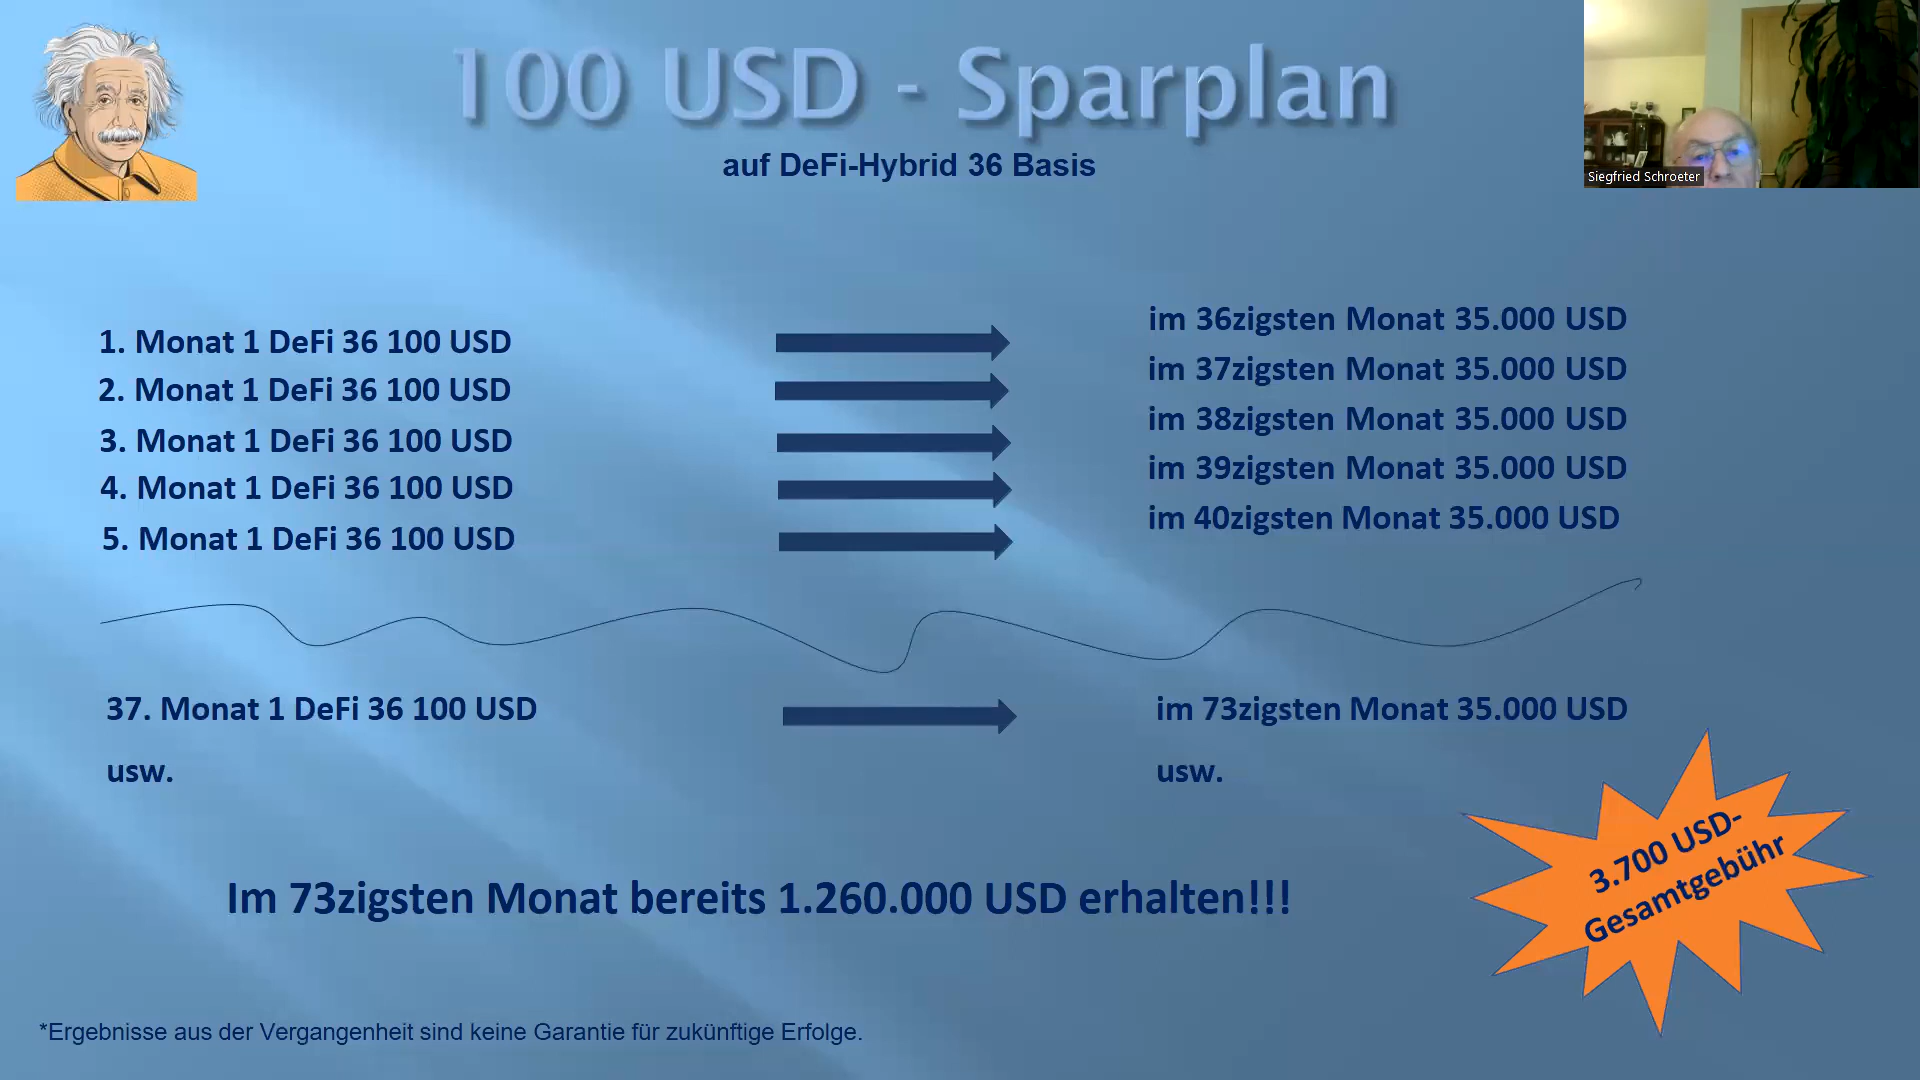 100 USD - Sparplan
auf DeFi-Hybrid 36 Basis
Siegfried Schroeter
1. Monat 1 DeFi 36 100 USD
im 36zigsten Monat 35.000 USD
2. Monat 1 DeFi 36 100 USD
im 37zigsten Monat 35.000 USD
3. Monat 1 DeFi 36 100 USD
im 38zigsten Monat 35.000 USD
4. Monat 1 DeFi 36 100 USD
im 39zigsten Monat 35.000 USD
5. Monat 1 DeFi 36 100 USD
im 40zigsten Monat 35.000 USD
37. Monat 1 DeFi 36 100 USD
im 73zigsten Monat 35.000 USD
usw.
usw.
3.700 USD-
Gesamtgebühr
Im 73zigsten Monat bereits 1.260.000 USD erhalten!!!
*Ergebnisse aus der Vergangenheit sind keine Garantie für zukünftige Erfolge.